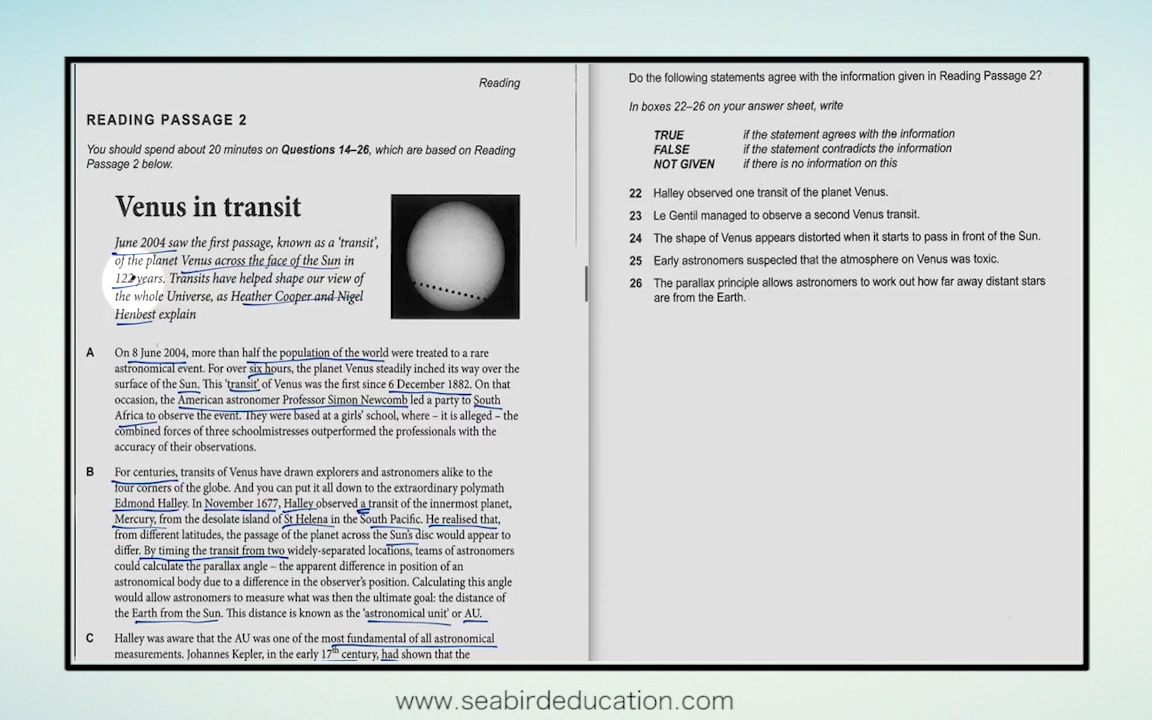 Reading
READING PASSAGE 2
You should spend about 20 minutes on Questions 14–26, which are based on Reading
Passage 2 below.
Venus in transit
June 2004 saw the first passage, known as a ‘transit’,
of the planet Venus across the face of the Sun in
122 years. Transits have helped shape our view of
the whole Universe, as Heather Cooper and Nigel
Henbest explain
A On 8 June 2004, more than half the population of the world were treated to a rare
astronomical event. For over six hours, the planet Venus steadily inched its way over the
surface of the Sun. This ‘transit’ of Venus was the first since 6 December 1882. On that
occasion, the American astronomer Professor Simon Newcomb led a party to South
Africa to observe the event. They were based at a girls’ school, where – it is alleged – the
combined forces of three schoolmistresses outperformed the professionals with the
accuracy of their observations.
B For centuries, transits of Venus have drawn explorers and astronomers alike to the
four corners of the globe. And you can put it all down to the extraordinary polymath
Edmond Halley. In November 1677, Halley observed a transit of the innermost planet,
Mercury, from the desolate island of St Helena in the South Pacific. He realised that,
from different latitudes, the passage of the planet across the Sun’s disc would appear to
differ. By timing the transit from two widely-separated locations, teams of astronomers
could calculate the parallax angle – the apparent difference in position of an
astronomical body due to a difference in the observer’s position. Calculating this angle
would allow astronomers to measure what was then the ultimate goal: the distance of
the Earth from the Sun. This distance is known as the ‘astronomical unit’ or AU.
C Halley was aware that the AU was one of the most fundamental of all astronomical
measurements. Johannes Kepler, in the early 17th century, had shown that the
Do the following statements agree with the information given in Reading Passage 2?
In boxes 22–26 on your answer sheet, write
TRUE if the statement agrees with the information
FALSE if the statement contradicts the information
NOT GIVEN if there is no information on this
22 Halley observed one transit of the planet Venus.
23 Le Gentil managed to observe a second Venus transit.
24 The shape of Venus appears distorted when it starts to pass in front of the Sun.
25 Early astronomers suspected that the atmosphere on Venus was toxic.
26 The parallax principle allows astronomers to work out how far away distant stars
are from the Earth.
www.seabirdeducation.com